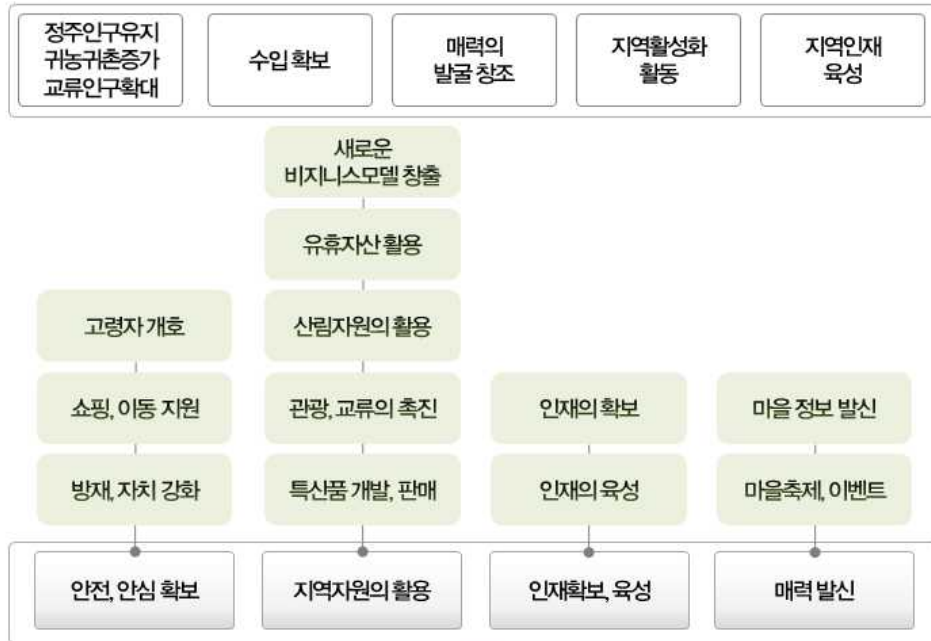 정주인구유지
귀농귀촌증가
교류인구확대
수입 확보
매력의
발굴 창조
지역활성화
활동
지역인재
육성
새로운
비지니스모델 창출
유휴자산 활용
고령자 개호
산림자원의 활용
쇼핑, 이동 지원
관광, 교류의 촉진
인재의 확보
마을 정보 발신
방재, 자치 강화
특산품 개발, 판매
인재의 육성
마을축제, 이벤트
안전, 안심 확보
지역자원의 활용
인재확보, 육성
매력 발신